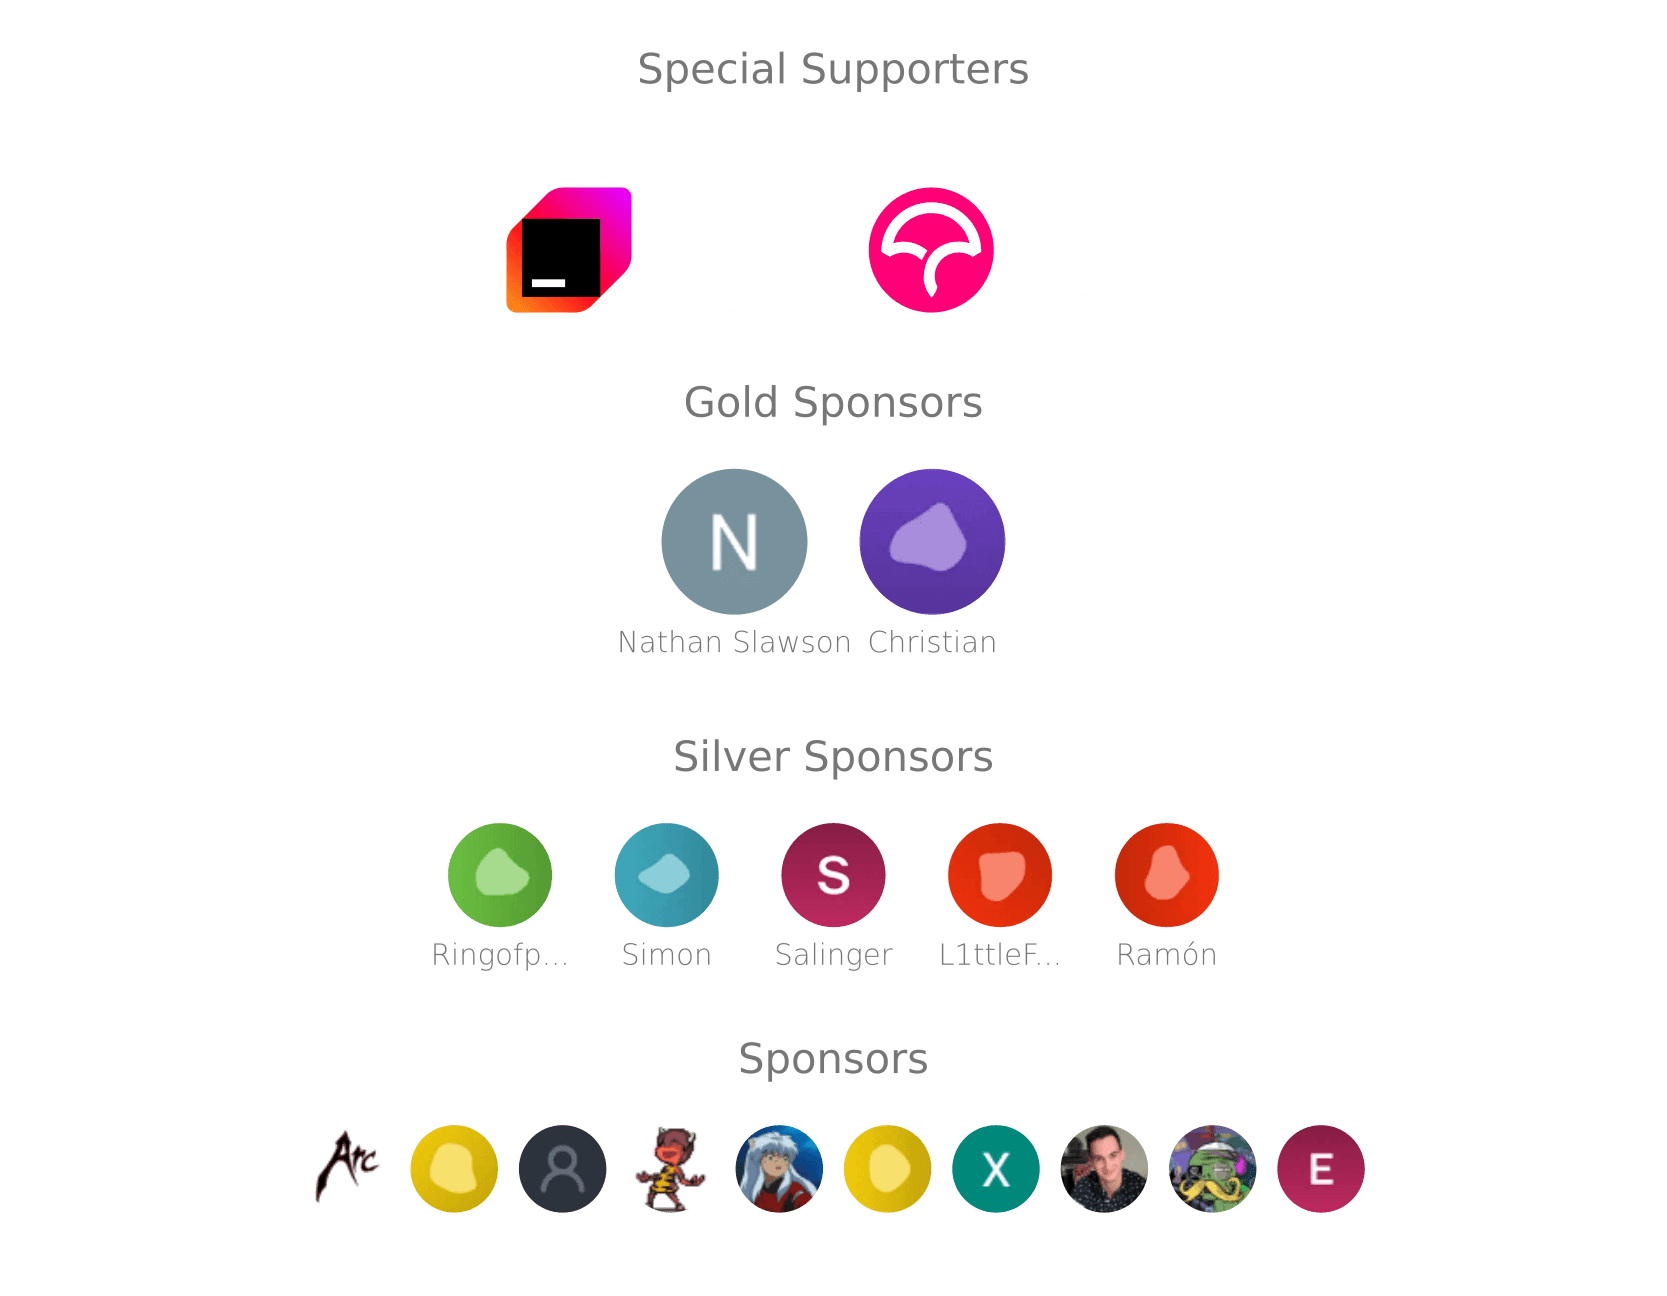 Special Supporters
Gold Sponsors
N
Nathan Slawson Christian
Silver Sponsors
S
Ringofp... Simon Salinger L1ttleF... Ramón
Sponsors
Arc X E